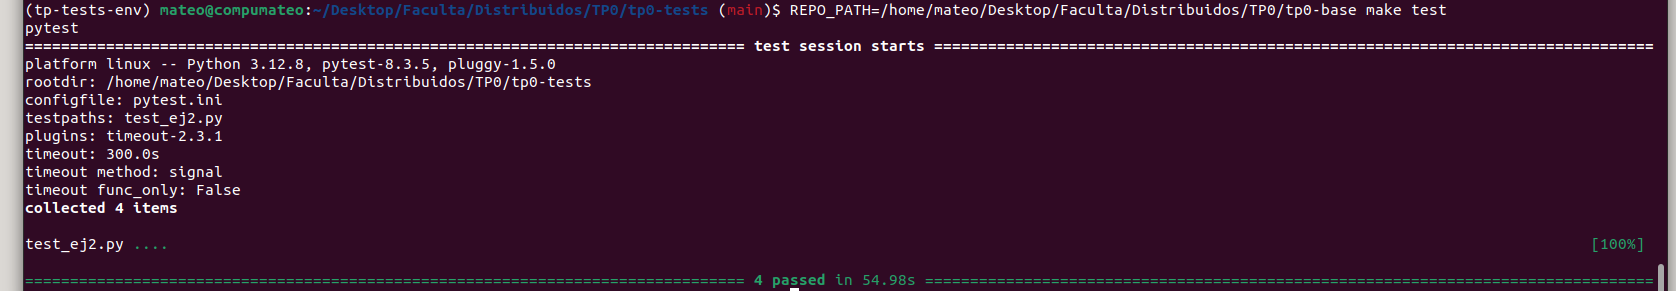 (tp-tests-env) mateo@compumateo:~/Desktop/Faculta/Distribuidos/TP0/tp0-tests (main)$ REPO_PATH=/home/mateo/Desktop/Faculta/Distribuidos/TP0/tp0-base make test
pytest
================================================================================ test session starts ================================================================================
platform linux -- Python 3.12.8, pytest-8.3.5, pluggy-1.5.0
rootdir: /home/mateo/Desktop/Faculta/Distribuidos/TP0/tp0-tests
configfile: pytest.ini
testpaths: test_ej2.py
plugins: timeout-2.3.1
timeout: 300.0s
timeout method: signal
timeout func_only: False
collected 4 items
test_ej2.py .... [100%]
================================================================================ 4 passed in 54.98s =================================================================================